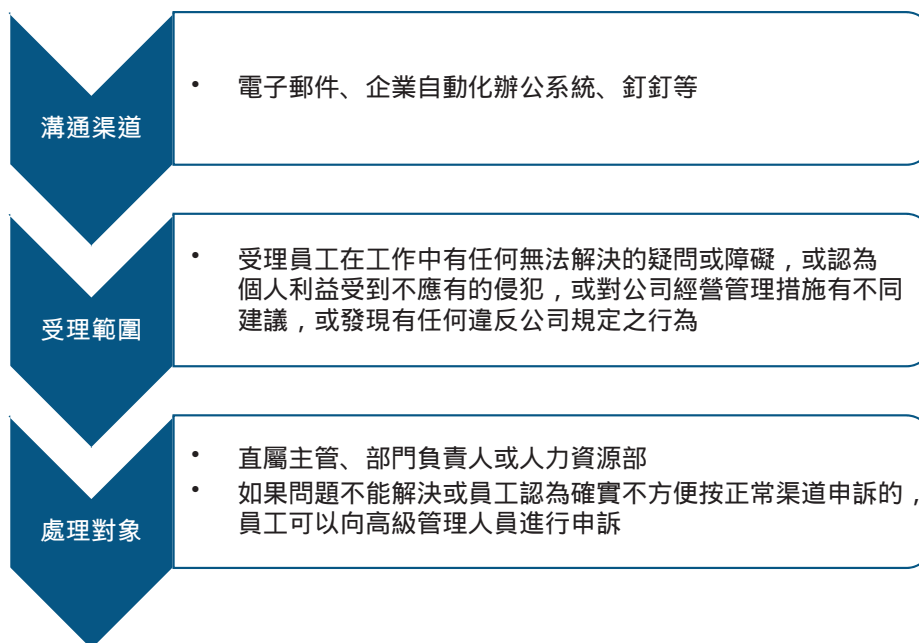 溝通渠道
• 電子郵件、企業自動化辦公系統、釘釘等
受理範圍
• 受理員工在工作中有任何無法解決的疑問或障礙，或認為
個人利益受到不應有的侵犯，或對公司經營管理措施有不同
建議，或發現有任何違反公司規定之行為
處理對象
• 直屬主管、部門負責人或人力資源部
• 如果問題不能解決或員工認為確實不方便按正常渠道申訴的，
員工可以向高級管理人員進行申訴